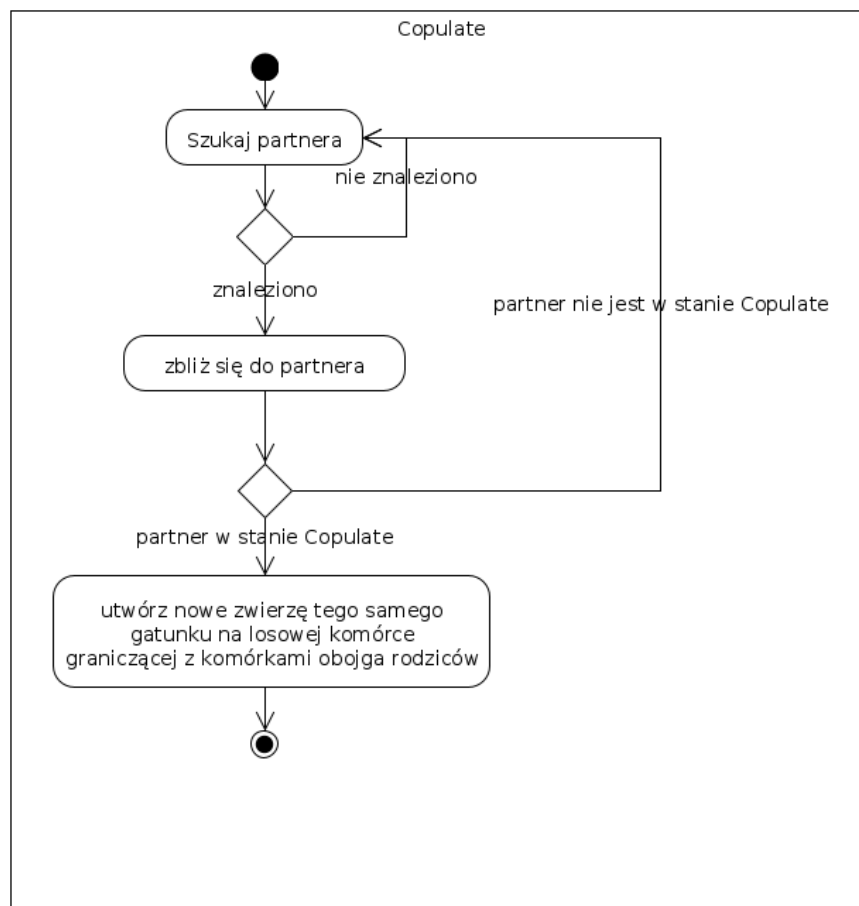 Copulate
Szukaj partnera
nie znaleziono
znaleziono
partner nie jest w stanie Copulate
zbliż się do partnera
partner w stanie Copulate
utwórz nowe zwierzę tego samego
gatunku na losowej komórce
graniczącej z komórkami obojga rodziców